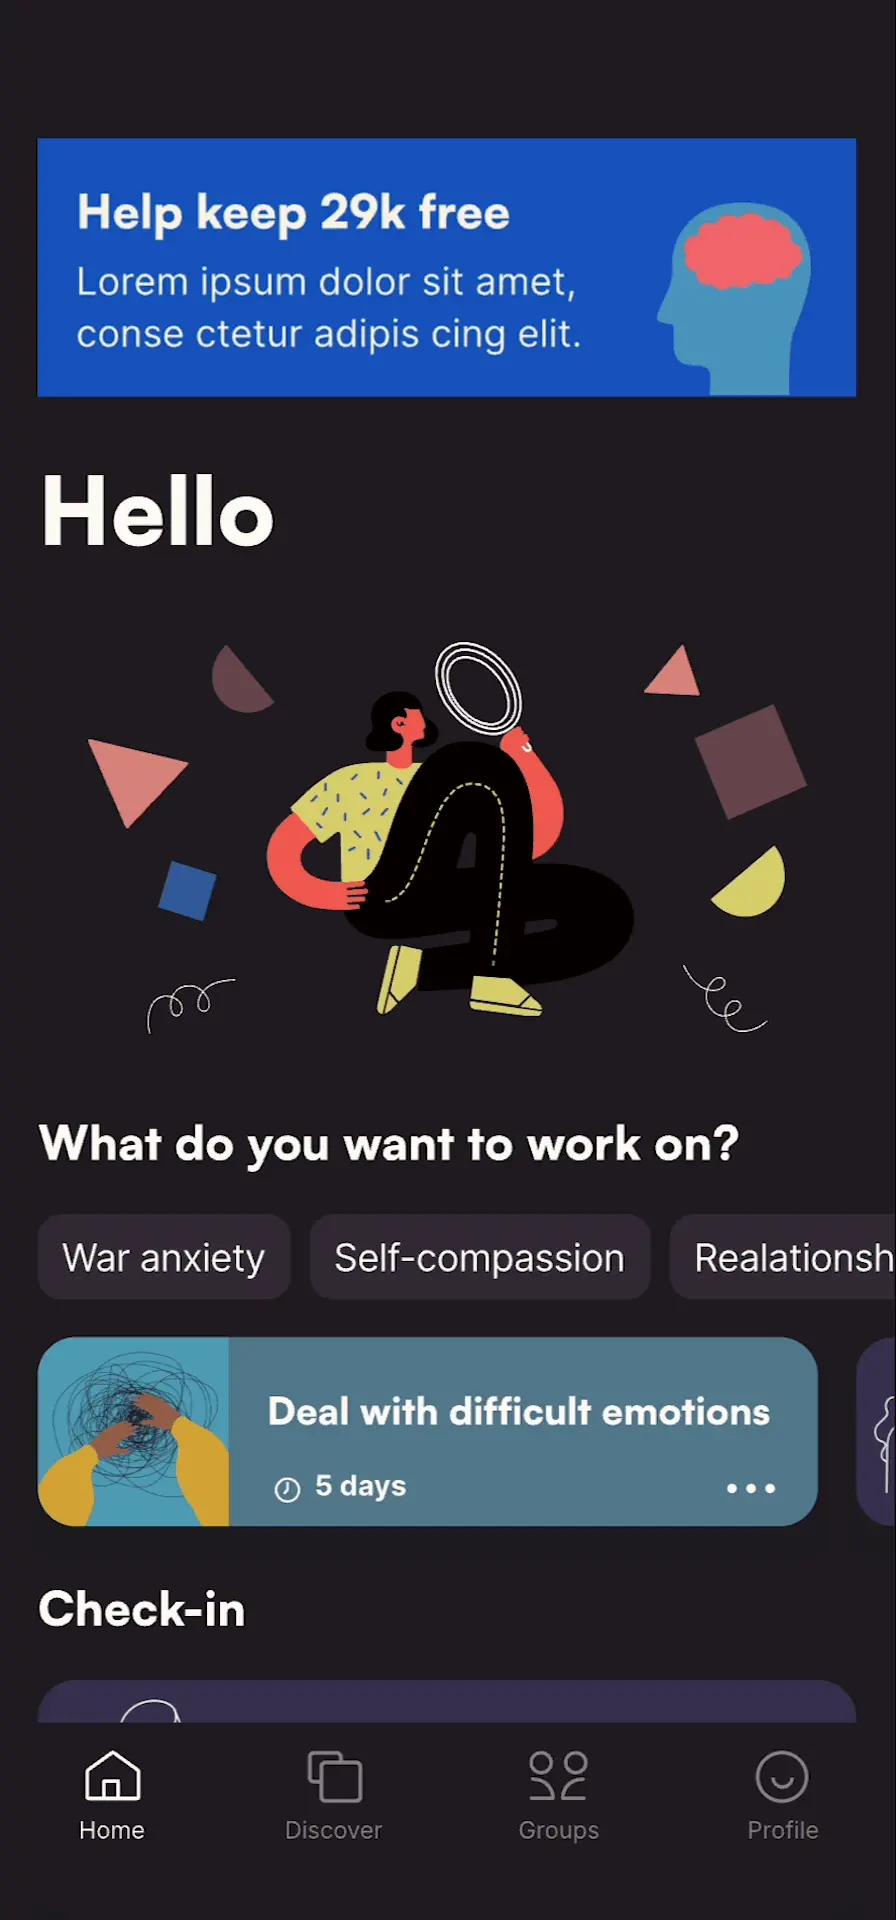 Help keep 29k free
Lorem ipsum dolor sit amet,
conse ctetur adipis cing elit.
Hello
What do you want to work on?
War anxiety Self-compassion Realationsh
Deal with difficult emotions
5 days
Check-in
Home Discover Groups Profile